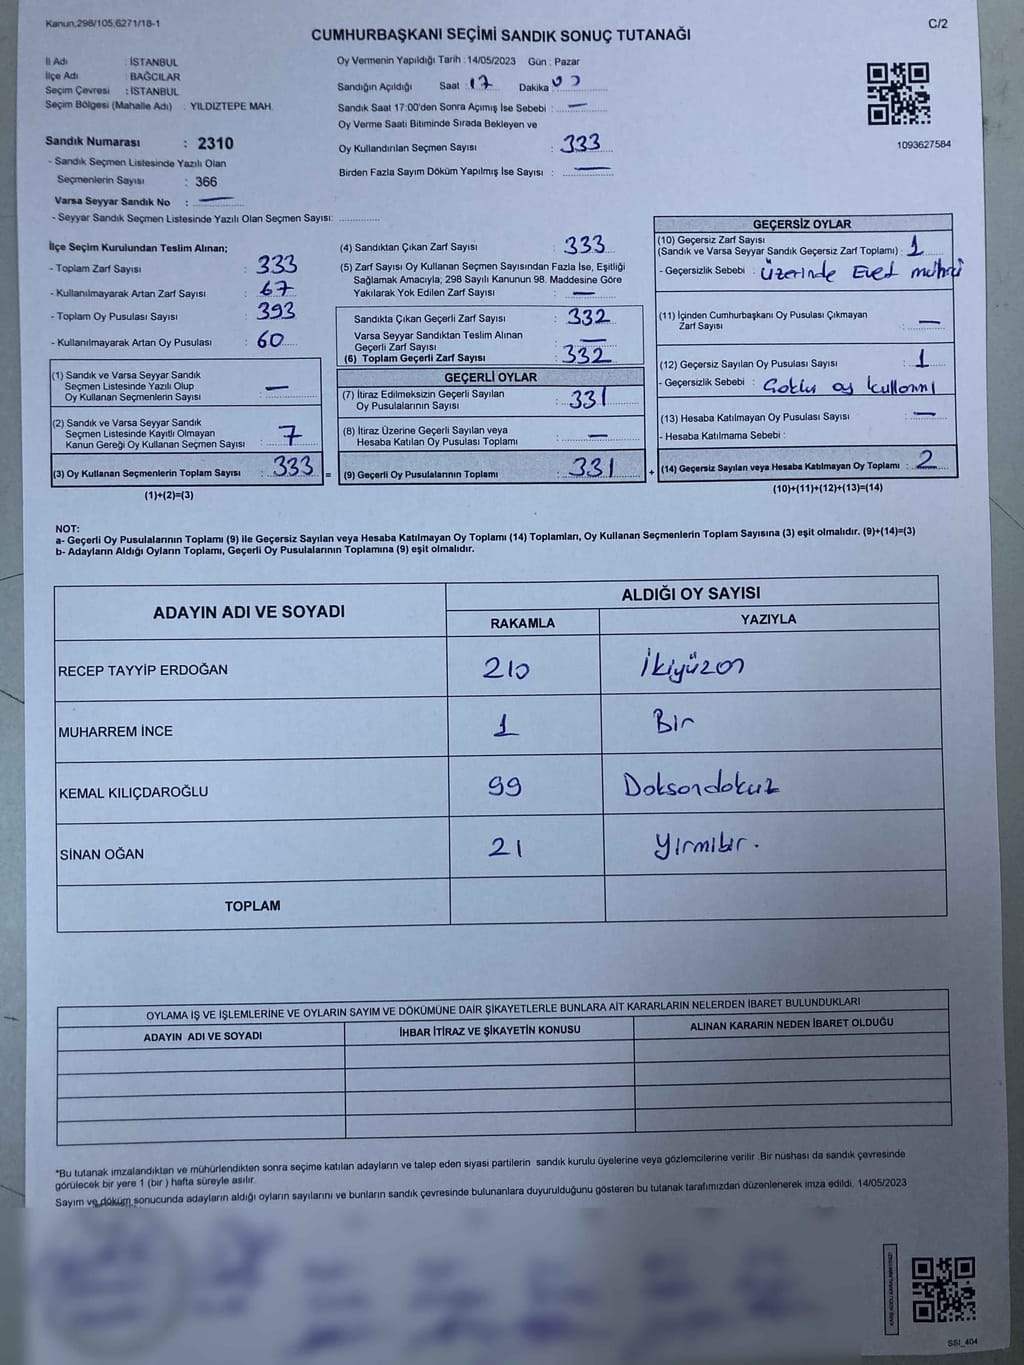 Kanun:298/105,6271/18-1
C/2
CUMHURBAŞKANI SEÇİMİ SANDIK SONUÇ TUTANAĞI
İl Adı : İSTANBUL
İlçe Adı : BAĞCILAR
Seçim Çevresi : İSTANBUL
Seçim Bölgesi (Mahalle Adı) : YILDIZTEPE MAH.
Sandık Numarası : 2310
- Sandık Seçmen Listesinde Yazılı Olan
Seçmenlerin Sayısı : 366
Varsa Seyyar Sandık No : —
- Seyyar Sandık Seçmen Listesinde Yazılı Olan Seçmen Sayısı:
Oy Vermenin Yapıldığı Tarih : 14/05/2023 Gün : Pazar
Sandığın Açıldığı Saat : 17 Dakika 00
Sandık Saat 17:00'den Sonra Açımış İse Sebebi : —
Oy Verme Saati Bitiminde Sırada Bekleyen ve
Oy Kullandırılan Seçmen Sayısı : 333
Birden Fazla Sayım Döküm Yapılmış İse Sayısı : —
1093627584
İlçe Seçim Kurulundan Teslim Alınan;
- Toplam Zarf Sayısı : 333
- Kullanılmayarak Artan Zarf Sayısı : 67
- Toplam Oy Pusulası Sayısı : 393
- Kullanılmayarak Artan Oy Pusulası : 60
(1) Sandık ve Varsa Seyyar Sandık
Seçmen Listesinde Yazılı Olup
Oy Kullanan Seçmenlerin Sayısı : —
(2) Sandık ve Varsa Seyyar Sandık
Seçmen Listesinde Kayıtlı Olmayan
Kanun Gereği Oy Kullanan Seçmen Sayısı : 7
(3) Oy Kullanan Seçmenlerin Toplam Sayısı : 333 =
(1)+(2)=(3)
(4) Sandıktan Çıkan Zarf Sayısı : 333
(5) Zarf Sayısı Oy Kullanan Seçmen Sayısından Fazla İse, Eşitliği
Sağlamak Amacıyla; 298 Sayılı Kanunun 98. Maddesine Göre
Yakılarak Yok Edilen Zarf Sayısı : —
Sandıkta Çıkan Geçerli Zarf Sayısı : 332
Varsa Seyyar Sandıktan Teslim Alınan
Geçerli Zarf Sayısı : —
(6) Toplam Geçerli Zarf Sayısı : 332
GEÇERLİ OYLAR
(7) İtiraz Edilmeksizin Geçerli Sayılan
Oy Pusulalarının Sayısı : 331
(8) İtiraz Üzerine Geçerli Sayılan veya
Hesaba Katılan Oy Pusulası Toplamı : —
(9) Geçerli Oy Pusulalarının Toplamı : 331 +
GEÇERSİZ OYLAR
(10) Geçersiz Zarf Sayısı
(Sandık ve Varsa Seyyar Sandık Geçersiz Zarf Toplamı) : 1
- Geçersizlik Sebebi : üzerinde Evet
(11) İçinden Cumhurbaşkanı Oy Pusulası Çıkmayan
Zarf Sayısı : —
(12) Geçersiz Sayılan Oy Pusulası Sayısı : 1
- Geçersizlik Sebebi : oy
(13) Hesaba Katılmayan Oy Pusulası Sayısı : —
- Hesaba Katılmama Sebebi :
(14) Geçersiz Sayılan veya Hesaba Katılmayan Oy Toplamı : 2
(10)+(11)+(12)+(13)=(14)
NOT:
a- Geçerli Oy Pusulalarının Toplamı (9) ile Geçersiz Sayılan veya Hesaba Katılmayan Oy Toplamı (14) Toplamları, Oy Kullanan Seçmenlerin Toplam Sayısına (3) eşit olmalıdır. (9)+(14)=(3)
b- Adayların Aldığı Oyların Toplamı, Geçerli Oy Pusulalarının Toplamına (9) eşit olmalıdır.
ADAYIN ADI VE SOYADI
ALDIĞI OY SAYISI
RAKAMLA YAZIYLA
RECEP TAYYİP ERDOĞAN 210 İkiyüzon
MUHARREM İNCE 1 Bir
KEMAL KILIÇDAROĞLU 99 Doksandokuz
SİNAN OĞAN 21 Yirmibir.
TOPLAM
OYLAMA İŞ VE İŞLEMLERİNE VE OYLARIN SAYIM VE DÖKÜMÜNE DAİR ŞİKAYETLERLE BUNLARA AİT KARARLARIN NELERDEN İBARET BULUNDUKLARI
ADAYIN ADI VE SOYADI İHBAR İTİRAZ VE ŞİKAYETİN KONUSU ALINAN KARARIN NEDEN İBARET OLDUĞU
*Bu tutanak imzalandıktan ve mühürlendikten sonra seçime katılan adayların ve talep eden siyasi partilerin sandık kurulu üyelerine veya gözlemcilerine verilir .Bir nüshası da sandık çevresinde
görülecek bir yere 1 (bir ) hafta süreyle asılır.
Sayım ve döküm sonucunda adayların aldığı oyların sayılarını ve bunların sandık çevresinde bulunanlara duyurulduğunu gösteren bu tutanak tarafımızdan düzenlenerek imza edildi. 14/05/2023
SSI_404